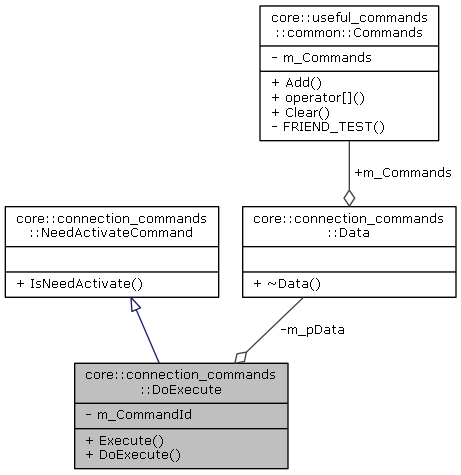 core::useful_commands
::common::Commands
- m_Commands
+ Add()
+ operator[]()
+ Clear()
- FRIEND_TEST()
+m_Commands
core::connection_commands
::NeedActivateCommand
+ IsNeedActivate()
core::connection_commands
::Data
+ ~Data()
-m_pData
core::connection_commands
::DoExecute
- m_CommandId
+ Execute()
+ DoExecute()